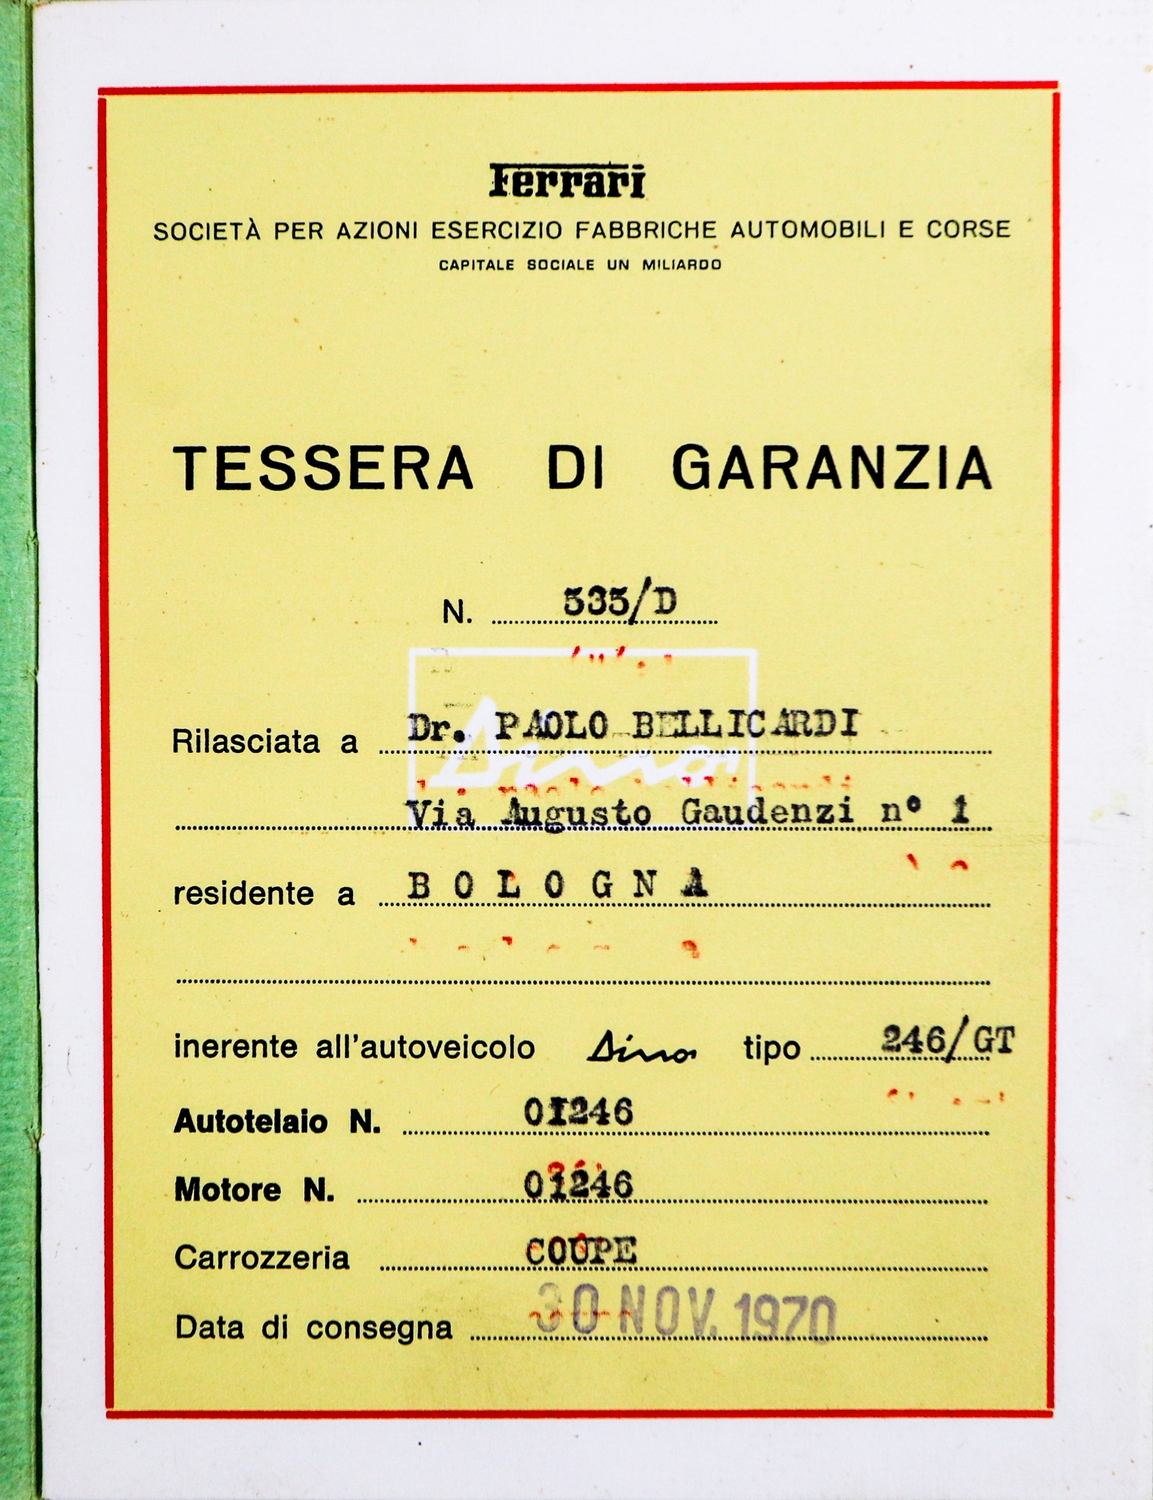 Ferrari
SOCIETÀ PER AZIONI ESERCIZIO FABBRICHE AUTOMOBILI E CORSE
CAPITALE SOCIALE UN MILIARDO
TESSERA DI GARANZIA
N. 535/D
Rilasciata a Dr. PAOLO BELLICARDI
Via Augusto Gaudenzi n° 1
residente a BOLOGNA
inerente all'autoveicolo Dino tipo 246/GT
Autotelaio N. 01246
Motore N. 01246
Carrozzeria COUPE
Data di consegna 30 NOV. 1970
Dino